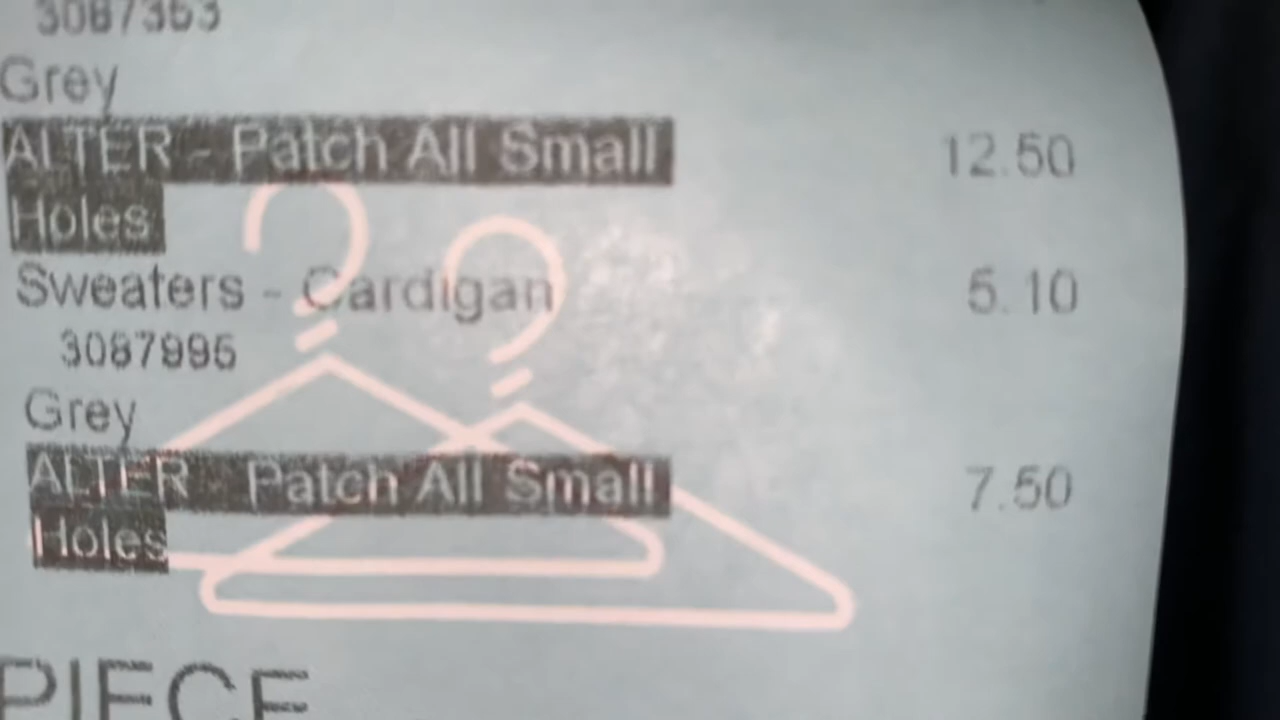 3087353
Grey
ALTER - Patch All Small 12.50
Holes
Sweaters - Cardigan 5.10
3087995
Grey
ALTER - Patch All Small 7.50
Holes
PIECE